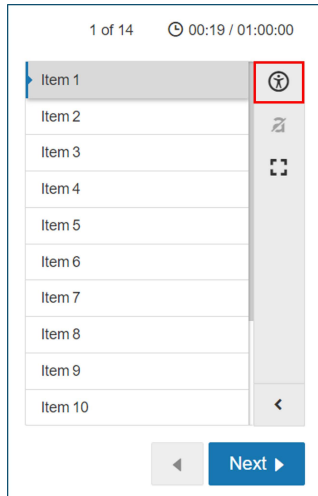 1 of 14 00:19 / 01:00:00
Item 1
Item 2
Item 3
Item 4
Item 5
Item 6
Item 7
Item 8
Item 9
Item 10
Next